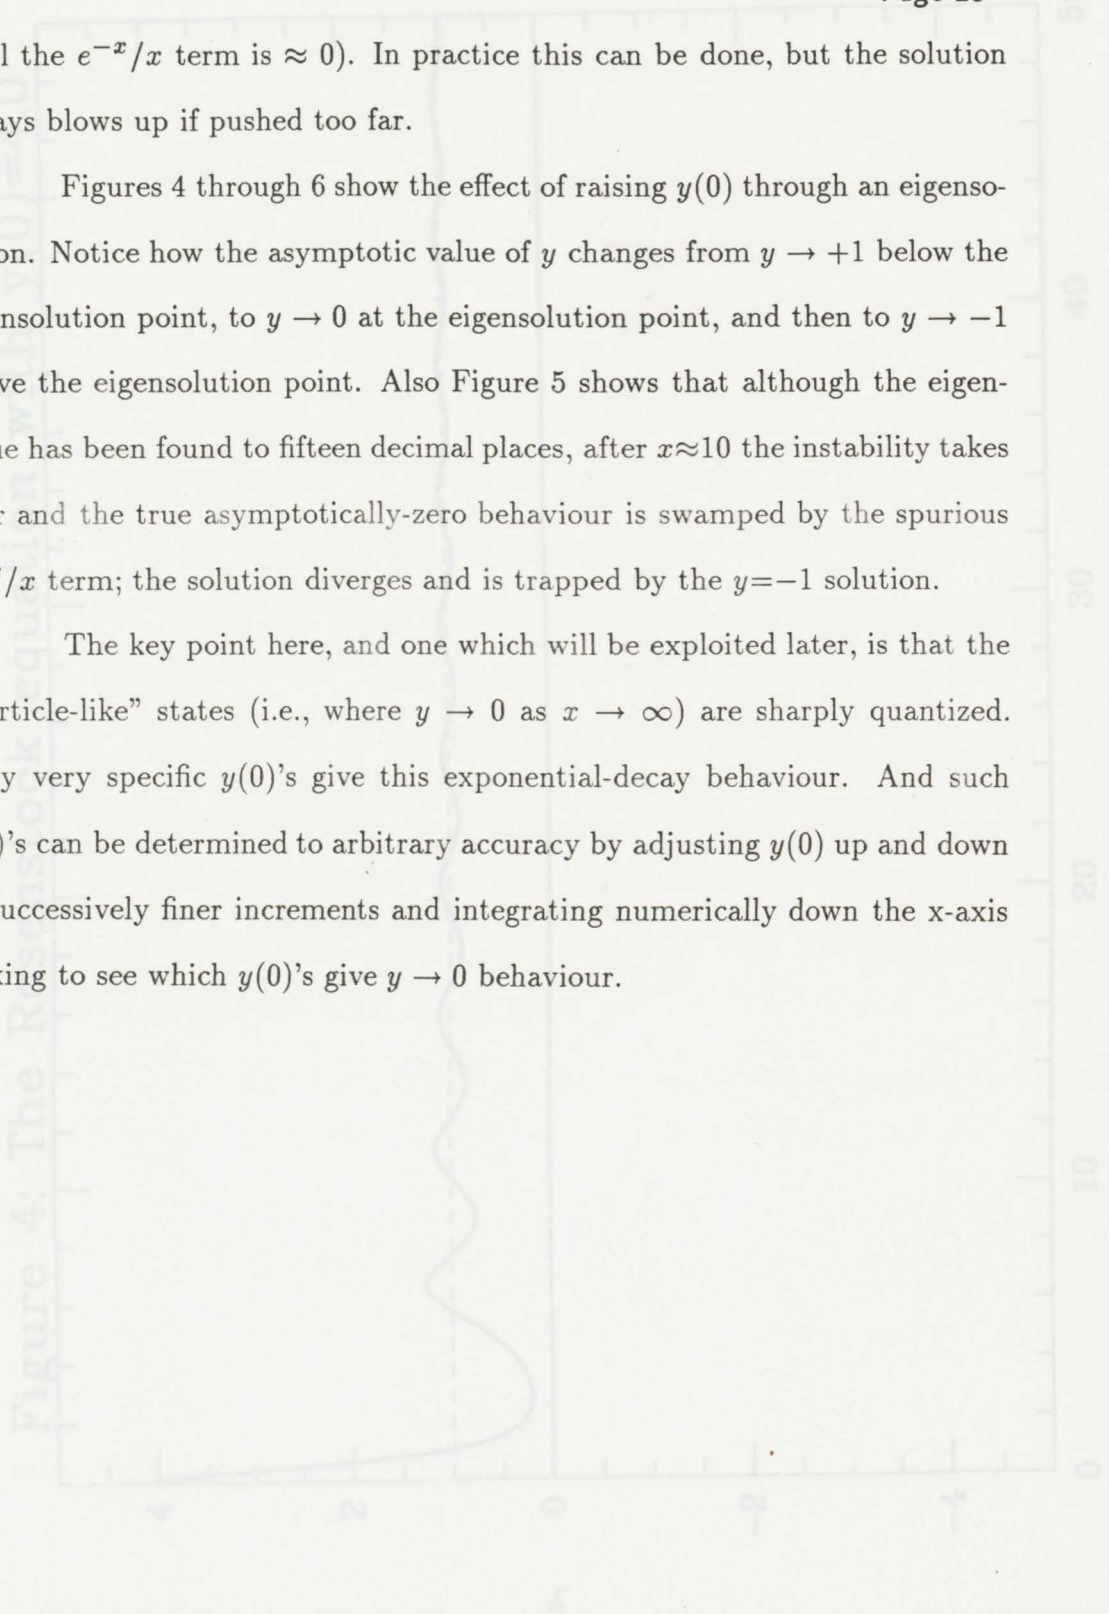 l the e⁻ˣ/x term is ≈ 0). In practice this can be done, but the solution
ays blows up if pushed too far.
Figures 4 through 6 show the effect of raising y(0) through an eigenso-
on. Notice how the asymptotic value of y changes from y → +1 below the
nsolution point, to y → 0 at the eigensolution point, and then to y → −1
ve the eigensolution point. Also Figure 5 shows that although the eigen-
e has been found to fifteen decimal places, after x≈10 the instability takes
r and the true asymptotically-zero behaviour is swamped by the spurious
/x term; the solution diverges and is trapped by the y=−1 solution.
The key point here, and one which will be exploited later, is that the
rticle-like” states (i.e., where y → 0 as x → ∞) are sharply quantized.
y very specific y(0)'s give this exponential-decay behaviour. And such
)'s can be determined to arbitrary accuracy by adjusting y(0) up and down
uccessively finer increments and integrating numerically down the x-axis
king to see which y(0)'s give y → 0 behaviour.